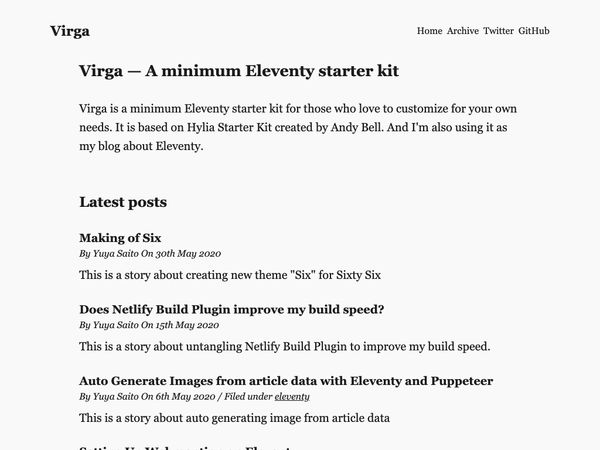 Virga
Home Archive Twitter GitHub
Virga — A minimum Eleventy starter kit
Virga is a minimum Eleventy starter kit for those who love to customize for your own
needs. It is based on Hylia Starter Kit created by Andy Bell. And I'm also using it as
my blog about Eleventy.
Latest posts
Making of Six
By Yuya Saito On 30th May 2020
This is a story about creating new theme "Six" for Sixty Six
Does Netlify Build Plugin improve my build speed?
By Yuya Saito On 15th May 2020
This is a story about untangling Netlify Build Plugin to improve my build speed.
Auto Generate Images from article data with Eleventy and Puppeteer
By Yuya Saito On 6th May 2020 / Filed under eleventy
This is a story about auto generating image from article data